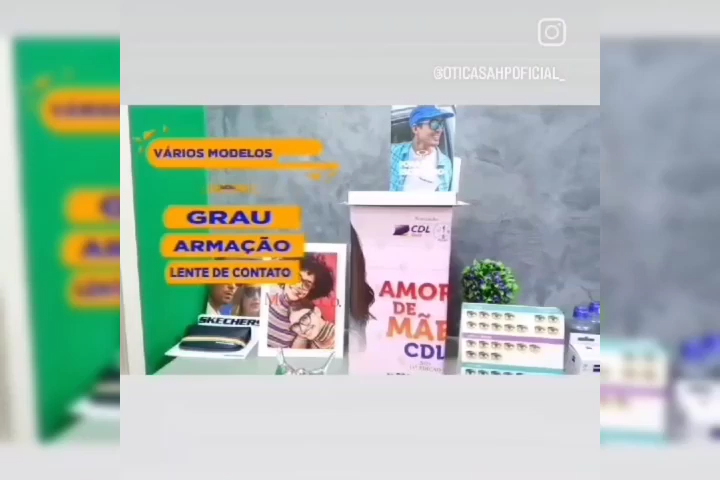 @OTICASAHPOFICIAL_
VÁRIOS MODELOS
GRAU
ARMAÇÃO
LENTE DE CONTATO
SKECHERS
CDL
AMOR
DE
MÃE
CDL